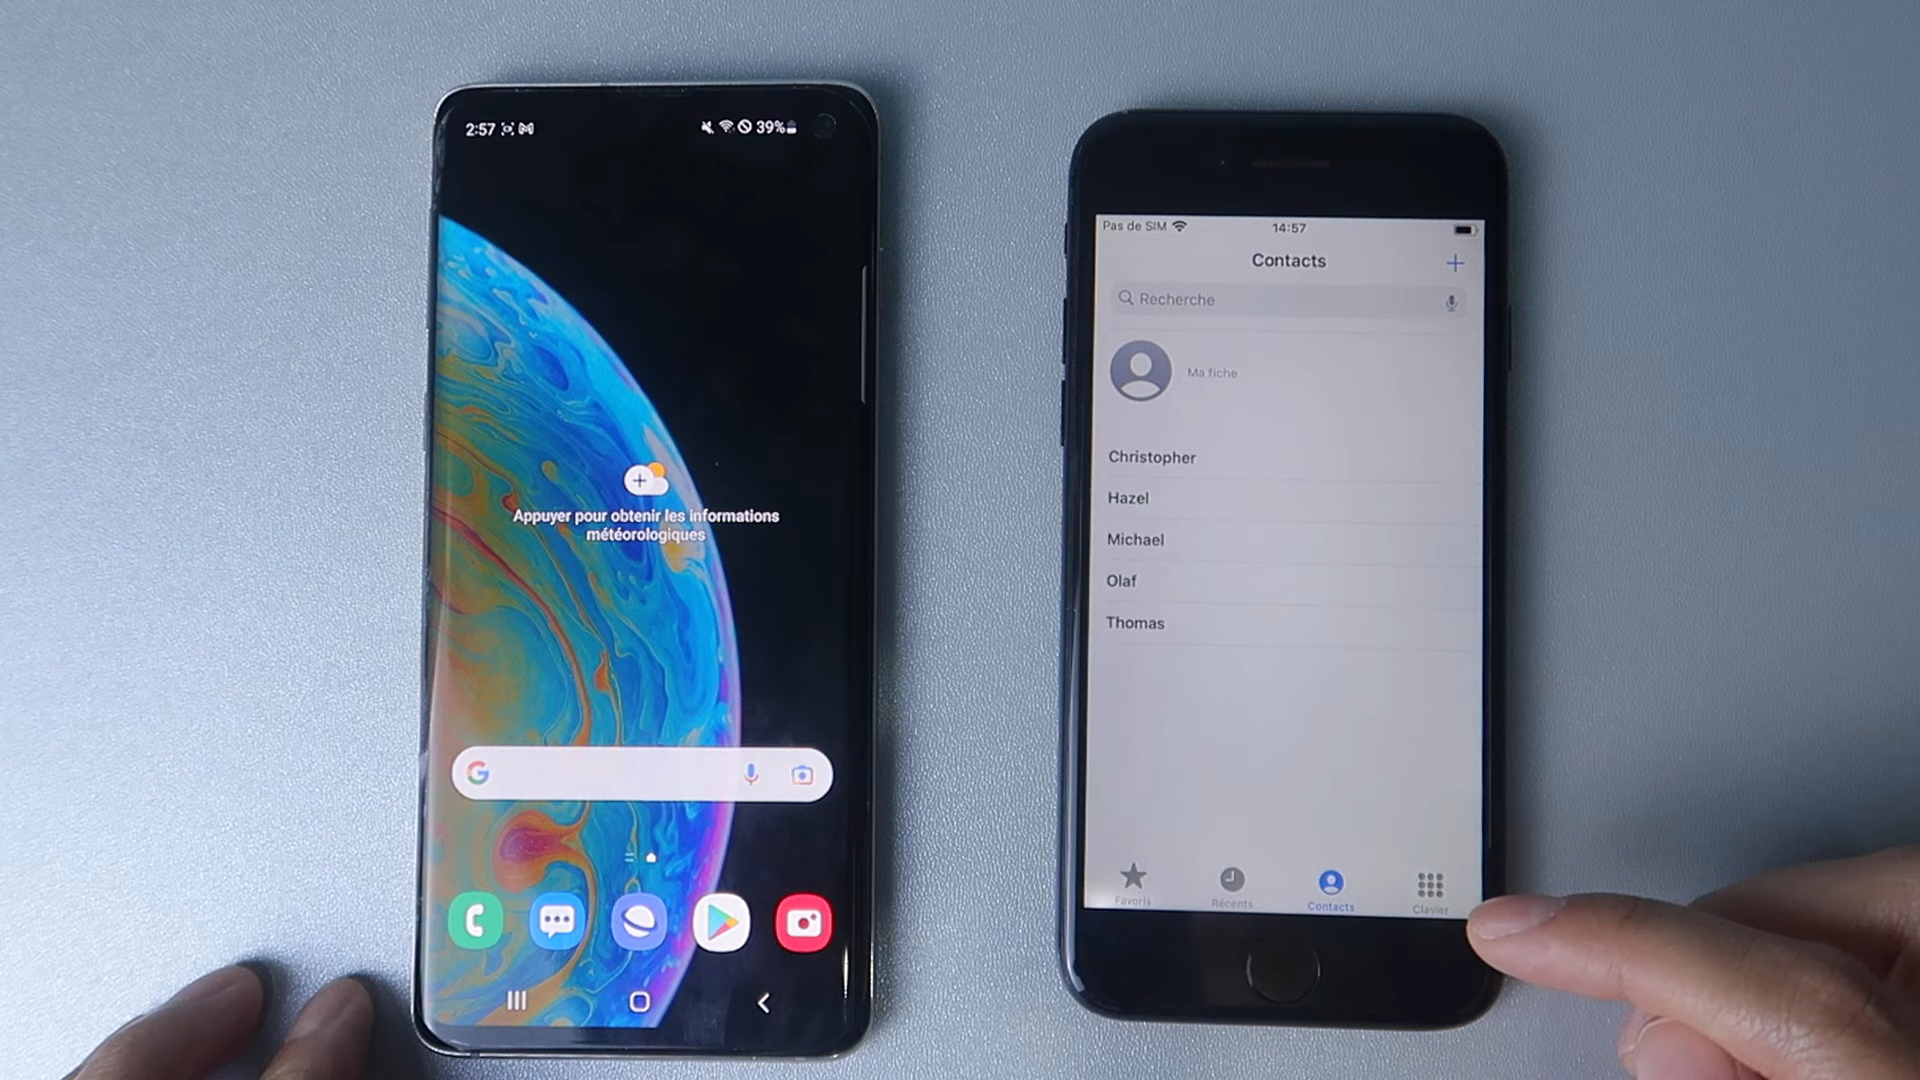 2:57
39%
Appuyer pour obtenir les informations
météorologiques
G
Pas de SIM
14:57
Contacts
Recherche
Ma fiche
Christopher
Hazel
Michael
Olaf
Thomas
Favoris
Récents
Contacts
Clavier